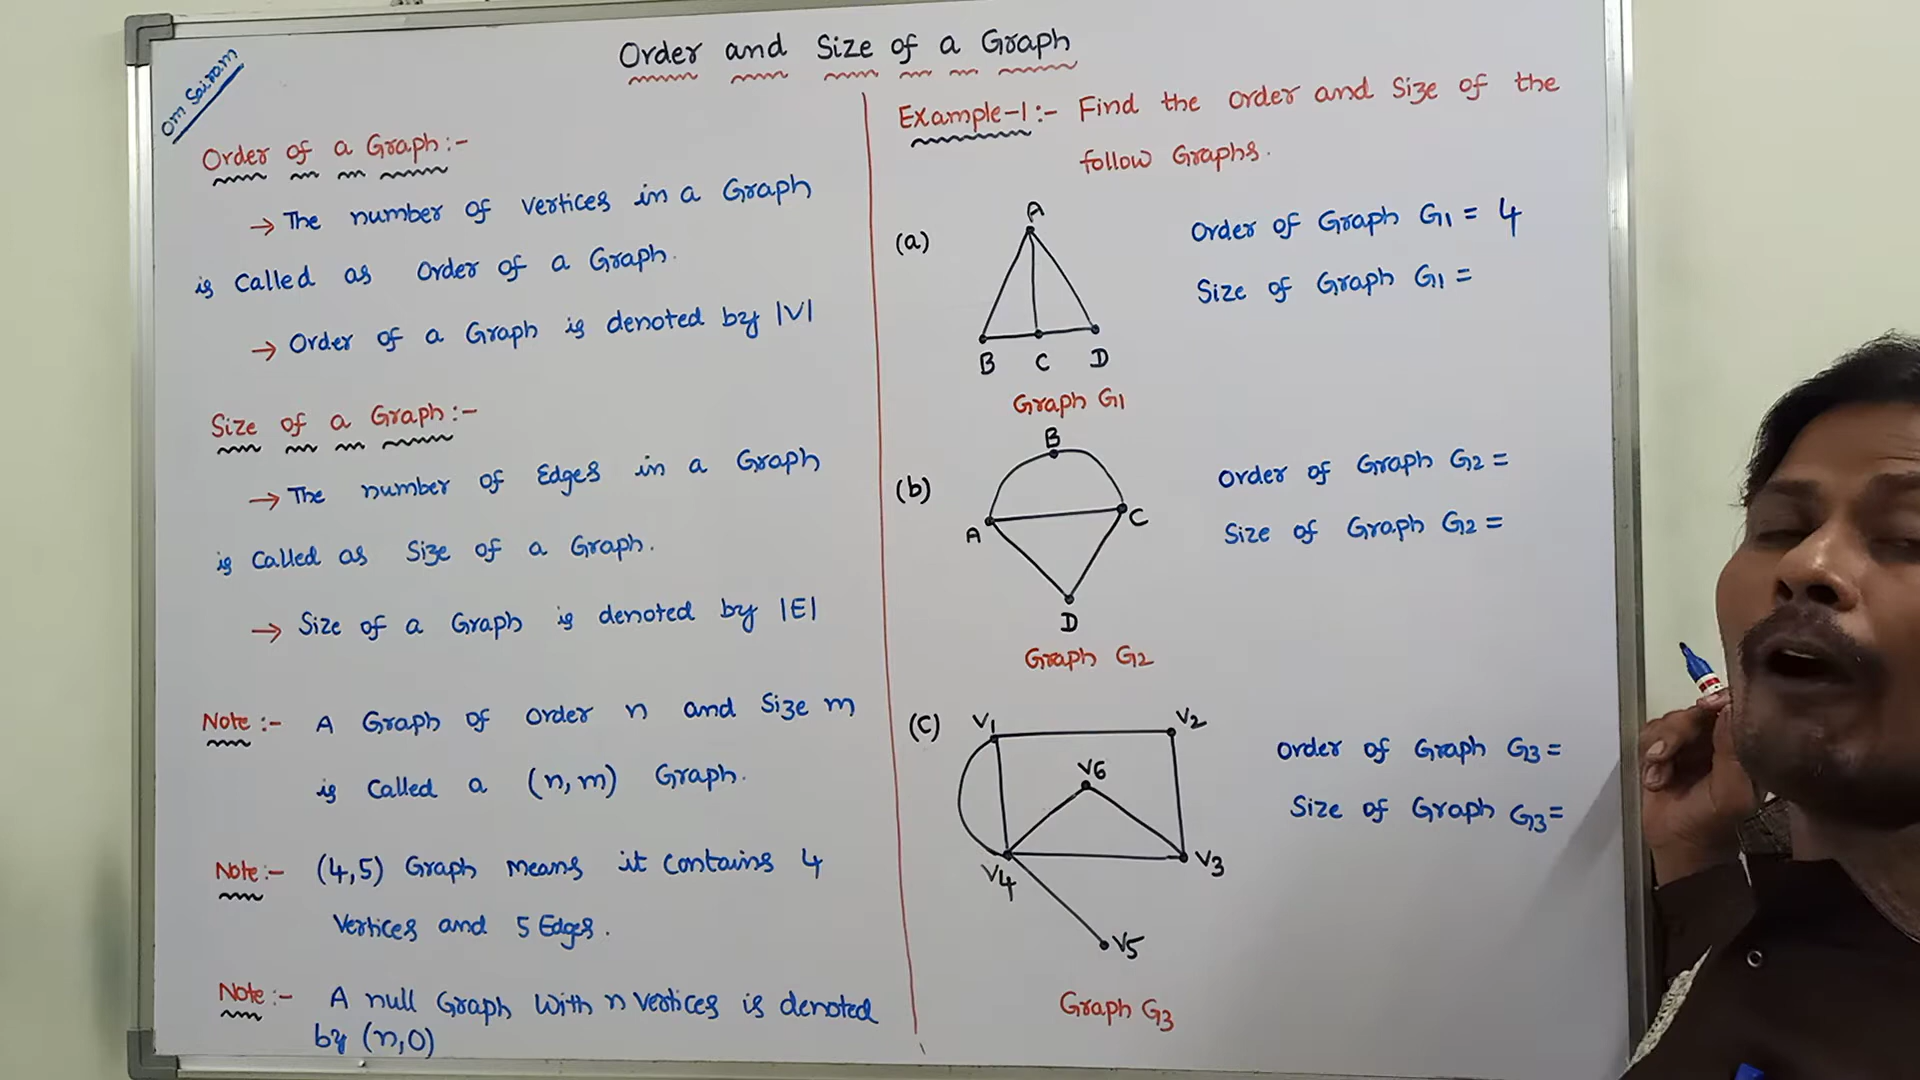 Om Sairam
Order and Size of a Graph
Order of a Graph :-
→ The number of vertices in a Graph
is called as Order of a Graph.
→ Order of a Graph is denoted by |V|
Size of a Graph :-
→ The number of Edges in a Graph
is called as Size of a Graph.
→ Size of a Graph is denoted by |E|
Note :- A Graph of order n and Size m
is called a (n,m) Graph.
Note :- (4,5) Graph means it contains 4
vertices and 5 Edges.
Note :- A null Graph with n vertices is denoted
by (n,0)
Example-1 :- Find the order and Size of the
follow Graphs.
(a)
A
B C D
Graph G1
Order of Graph G1 = 4
Size of Graph G1 =
(b)
B
A
C
D
Graph G2
Order of Graph G2 =
Size of Graph G2 =
(c)
V1
V2
V6
V4
V3
V5
Graph G3
Order of Graph G3 =
Size of Graph G3 =